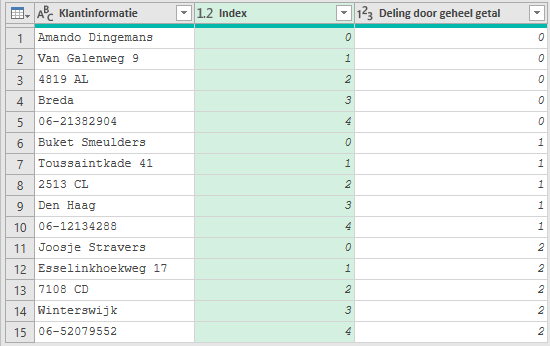 ABC Klantinformatie 1.2 Index 123 Deling door geheel getal
1 Amando Dingemans 0 0
2 Van Galenweg 9 1 0
3 4819 AL 2 0
4 Breda 3 0
5 06-21382904 4 0
6 Buket Smeulders 0 1
7 Toussaintkade 41 1 1
8 2513 CL 2 1
9 Den Haag 3 1
10 06-12134288 4 1
11 Joosje Stravers 0 2
12 Esselinkhoekweg 17 1 2
13 7108 CD 2 2
14 Winterswijk 3 2
15 06-52079552 4 2